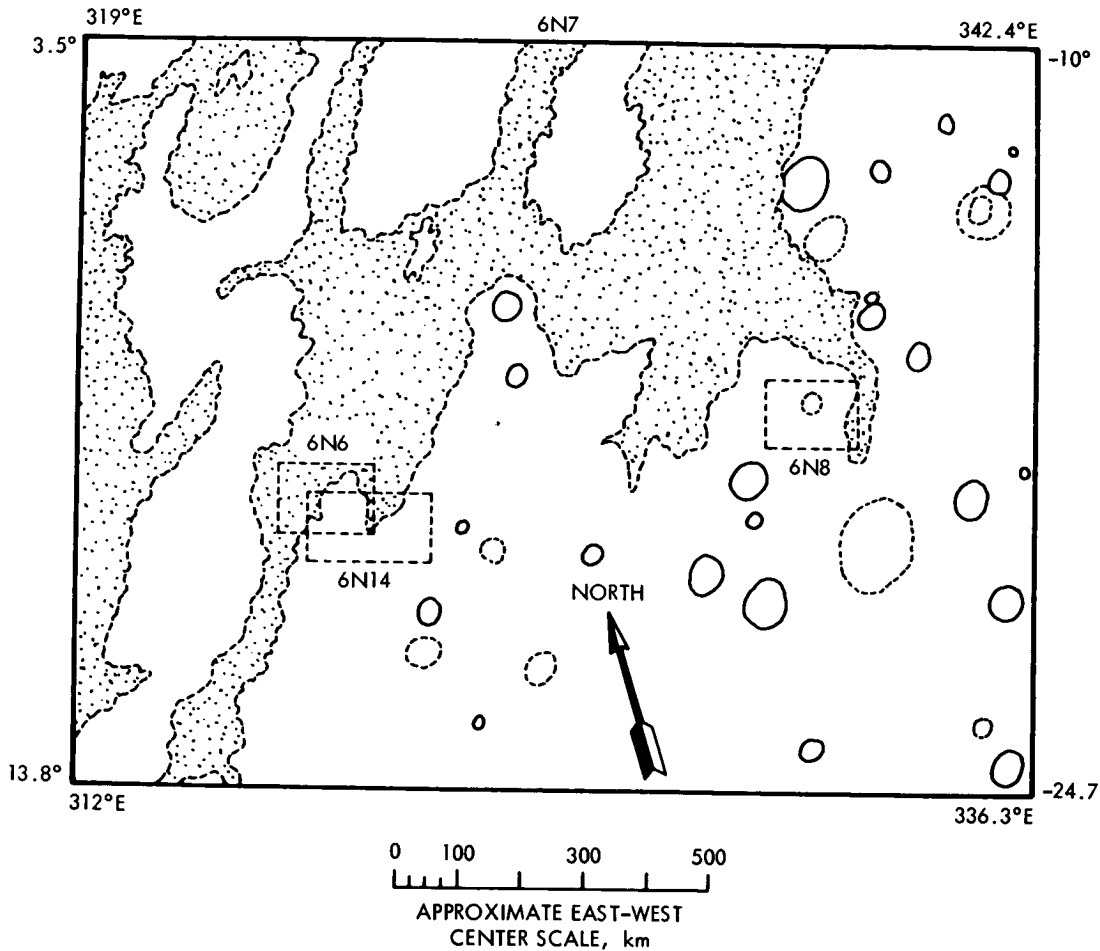 319°E
6N7
342.4°E
3.5°
-10°
6N6
6N8
6N14
NORTH
13.8°
-24.7
312°E
336.3°E
0 100 300 500
APPROXIMATE EAST-WEST
CENTER SCALE, km